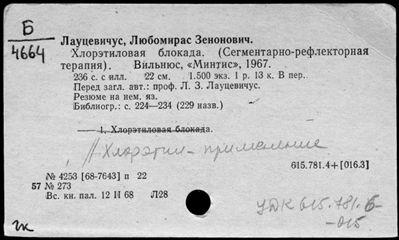 Б
4664
Лауцевичус, Любомирас Зенонович.
Хлорэтиловая блокада. (Сегментарно-рефлекторная
терапия). Вильнюс, «Минтис», 1967.
236 с. с илл. 22 см. 1.500 экз. 1 р. 13 к. В пер.
Перед загл. авт.: проф. Л. З. Лауцевичус.
Резюме на нем. яз.
Библиогр.: с. 224—234 (229 назв.)
1. Хлорэтиловая блокада.
Хлорэтил - применение
615.781.4+[016.3]
№ 4253 [68-7643] п 22
57 № 273
Вс. кн. пал. 12 II 68 Л28
УДК 615.781.6
-015
гк